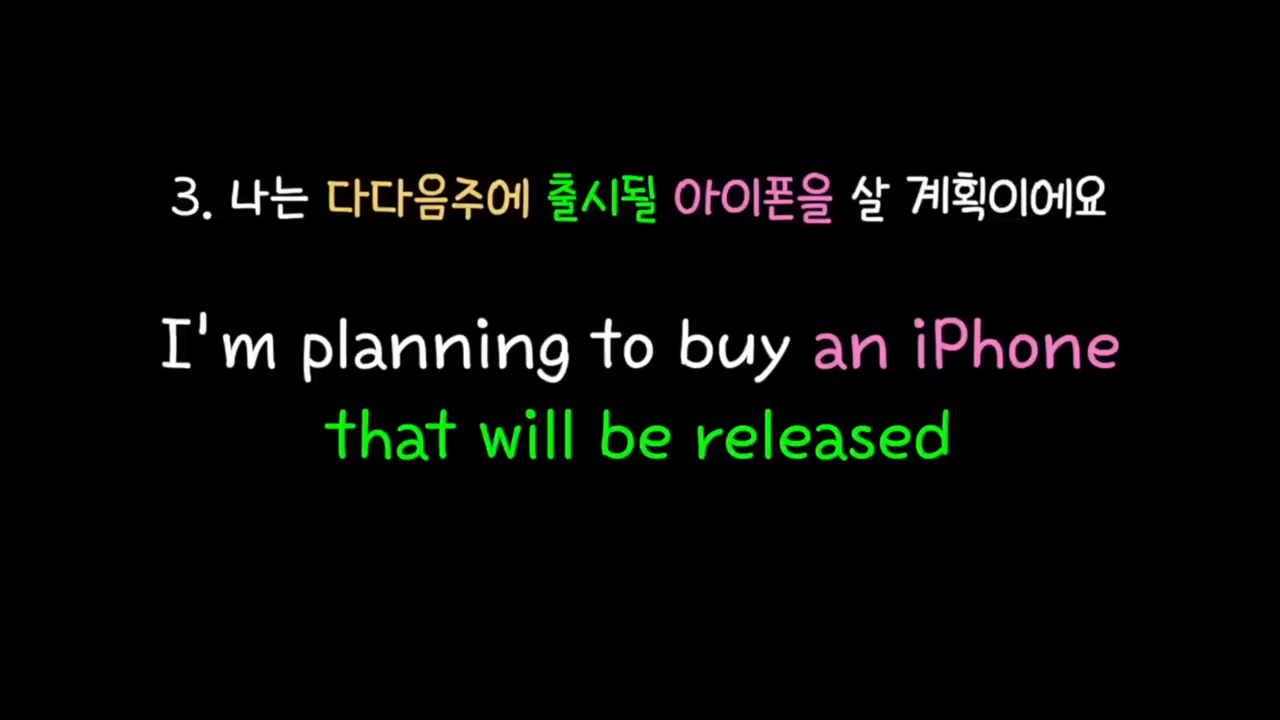 3. 나는 다다음주에 출시될 아이폰을 살 계획이에요
I'm planning to buy an iPhone
that will be released